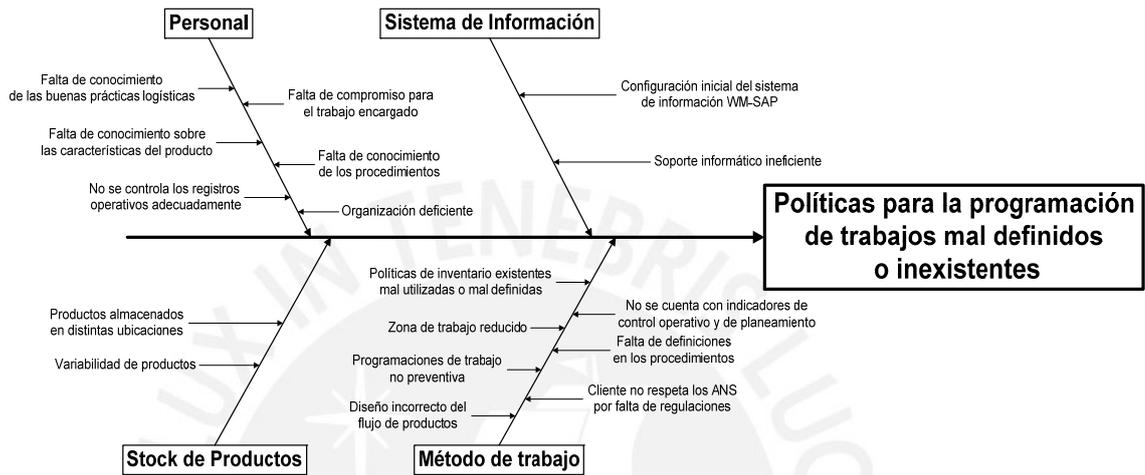 Personal
Sistema de Información
Falta de conocimiento
de las buenas prácticas logísticas
Falta de compromiso para
el trabajo encargado
Falta de conocimiento sobre
las características del producto
Falta de conocimiento
de los procedimientos
No se controla los registros
operativos adecuadamente
Organización deficiente
Configuración inicial del sistema
de información WM-SAP
Soporte informático ineficiente
Políticas para la programación
de trabajos mal definidos
o inexistentes
Productos almacenados
en distintas ubicaciones
Variabilidad de productos
Políticas de inventario existentes
mal utilizadas o mal definidas
No se cuenta con indicadores de
control operativo y de planeamiento
Zona de trabajo reducido
Falta de definiciones
en los procedimientos
Programaciones de trabajo
no preventiva
Cliente no respeta los ANS
por falta de regulaciones
Diseño incorrecto del
flujo de productos
Stock de Productos
Método de trabajo
LUX IN TENEBRIS LUC